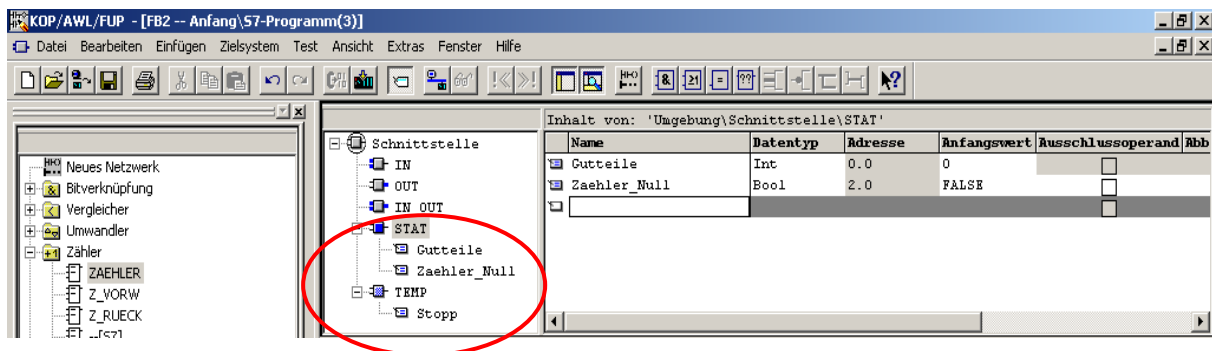 KOP/AWL/FUP - [FB2 -- Anfang\S7-Programm(3)]
Datei Bearbeiten Einfügen Zielsystem Test Ansicht Extras Fenster Hilfe
Neues Netzwerk
Bitverknüpfung
Vergleicher
Umwandler
Zähler
ZAEHLER
Z_VORW
Z_RUECK
--[SZ]
Schnittstelle
IN
OUT
IN_OUT
STAT
Gutteile
Zaehler_Null
TEMP
Stopp
Inhalt von: 'Umgebung\Schnittstelle\STAT'
Name Datentyp Adresse Anfangswert Ausschlussoperand Abb
Gutteile Int 0.0 0
Zaehler_Null Bool 2.0 FALSE